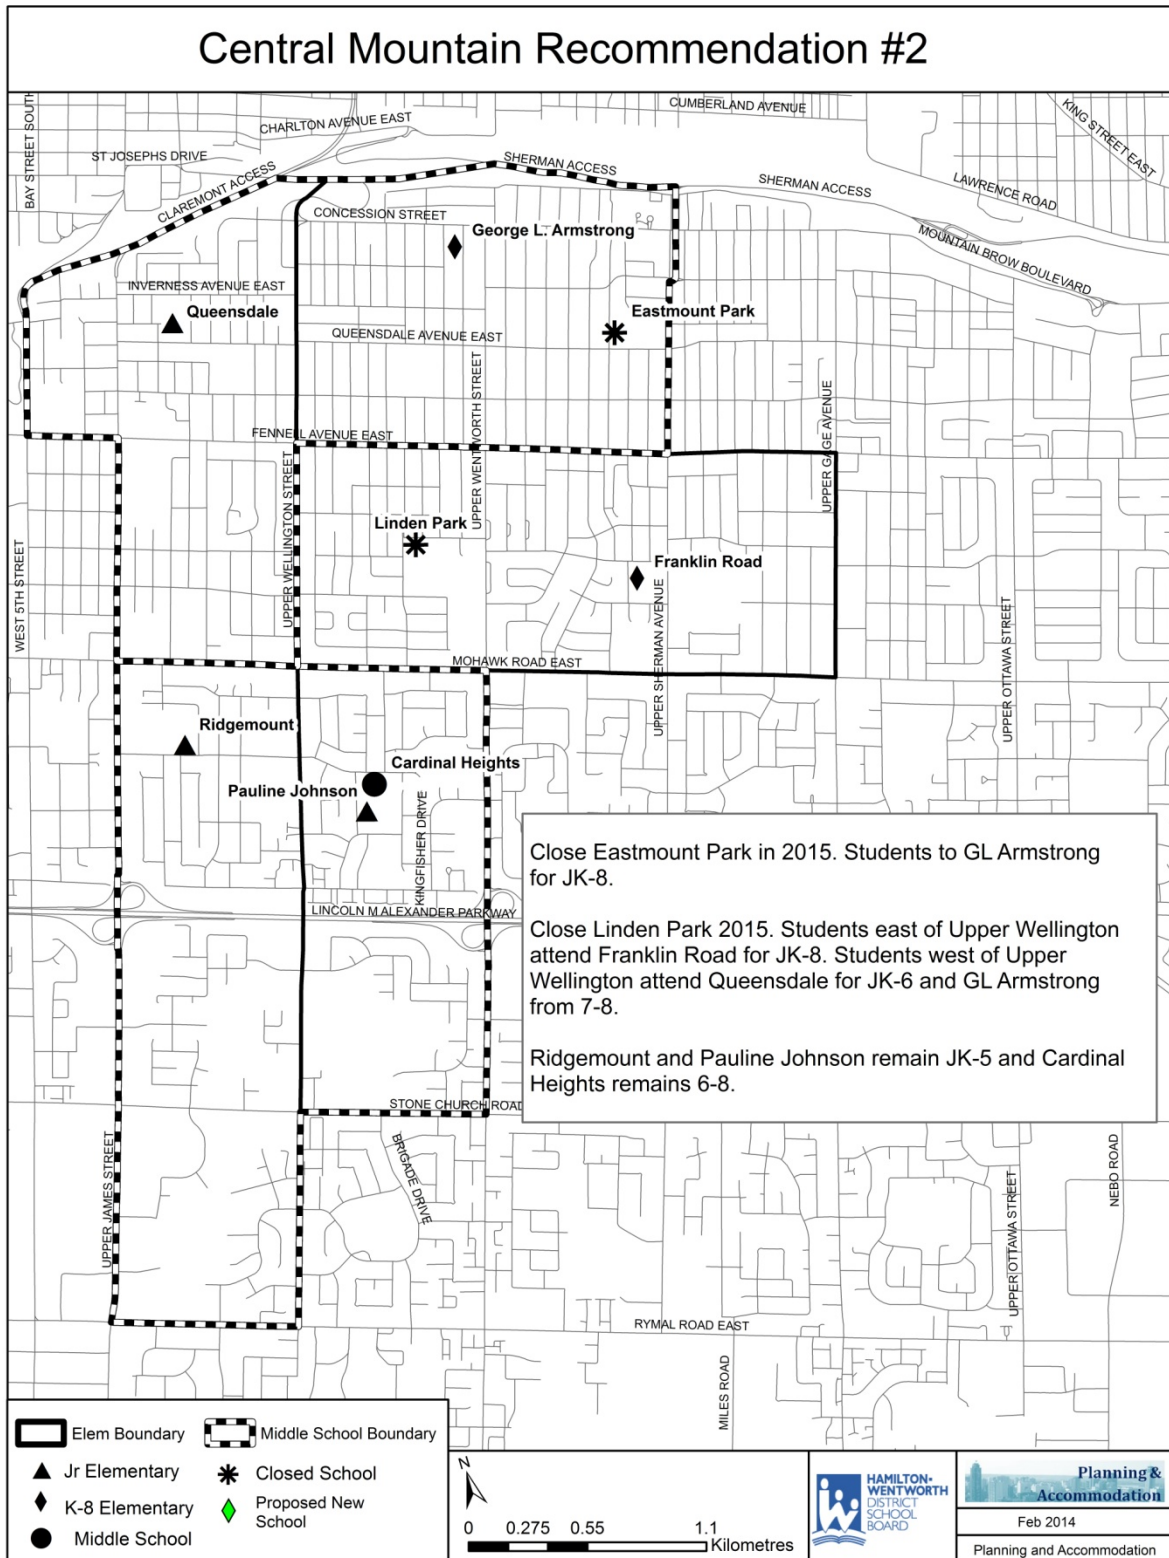 Central Mountain Recommendation #2
CUMBERLAND AVENUE
KING STREET EAST
CHARLTON AVENUE EAST
BAY STREET SOUTH
ST JOSEPHS DRIVE
SHERMAN ACCESS
CLAREMONT ACCESS
SHERMAN ACCESS
LAWRENCE ROAD
CONCESSION STREET
George L. Armstrong
MOUNTAIN BROW BOULEVARD
INVERNESS AVENUE EAST
Queensdale
Eastmount Park
QUEENSDALE AVENUE EAST
UPPER WENTWORTH STREET
UPPER GAGE AVENUE
FENNELL AVENUE EAST
UPPER WELLINGTON STREET
Linden Park
WEST 5TH STREET
Franklin Road
UPPER SHERMAN AVENUE
UPPER OTTAWA STREET
MOHAWK ROAD EAST
Ridgemount
Cardinal Heights
Pauline Johnson
KINGFISHER DRIVE
LINCOLN M ALEXANDER PARKWAY
Close Eastmount Park in 2015. Students to GL Armstrong
for JK-8.
Close Linden Park 2015. Students east of Upper Wellington
attend Franklin Road for JK-8. Students west of Upper
Wellington attend Queensdale for JK-6 and GL Armstrong
from 7-8.
Ridgemount and Pauline Johnson remain JK-5 and Cardinal
Heights remains 6-8.
STONE CHURCH ROAD
BRIGADE DRIVE
UPPER JAMES STREET
UPPER OTTAWA STREET
NEBO ROAD
RYMAL ROAD EAST
MILES ROAD
Elem Boundary
Middle School Boundary
Jr Elementary
Closed School
K-8 Elementary
Proposed New
School
Middle School
N
0 0.275 0.55 1.1
Kilometres
HAMILTON-
WENTWORTH
DISTRICT
SCHOOL
BOARD
Planning &
Accommodation
Feb 2014
Planning and Accommodation